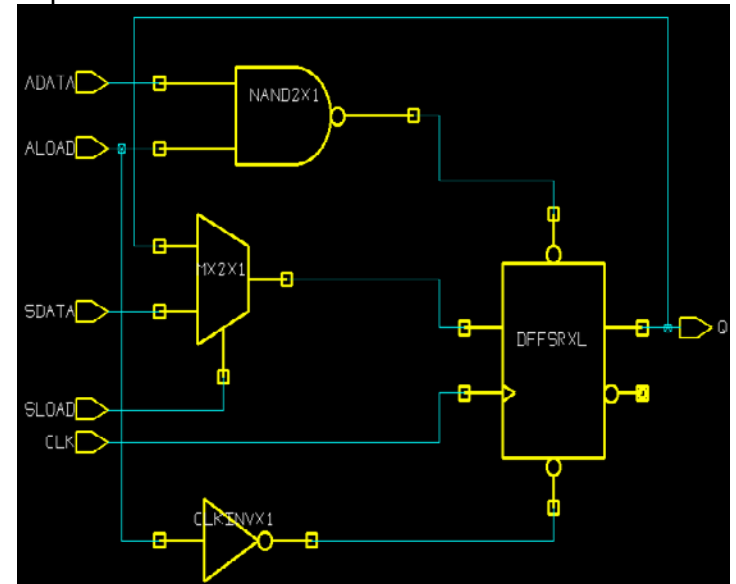 ADATA
NAND2X1
ALOAD
MX2X1
SDATA
DFFSRXL
Q
SLOAD
CLK
CLKINVX1